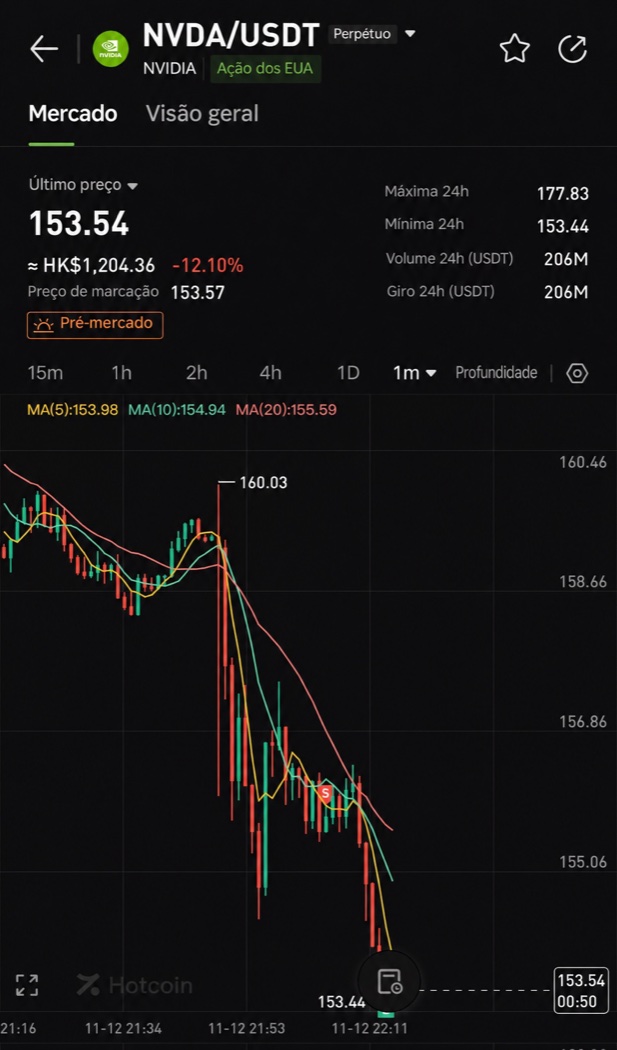 NVDA/USDT Perpétuo
NVIDIA
NVIDIA Ação dos EUA
Mercado Visão geral
Último preço
153.54
≈ HK$1,204.36 -12.10%
Preço de marcação 153.57
Pré-mercado
Máxima 24h 177.83
Mínima 24h 153.44
Volume 24h (USDT) 206M
Giro 24h (USDT) 206M
15m 1h 2h 4h 1D 1m Profundidade
MA(5):153.98 MA(10):154.94 MA(20):155.59
160.46
160.03
158.66
156.86
S
155.06
Hotcoin
153.54
00:50
153.44
21:16 11-12 21:34 11-12 21:53 11-12 22:11